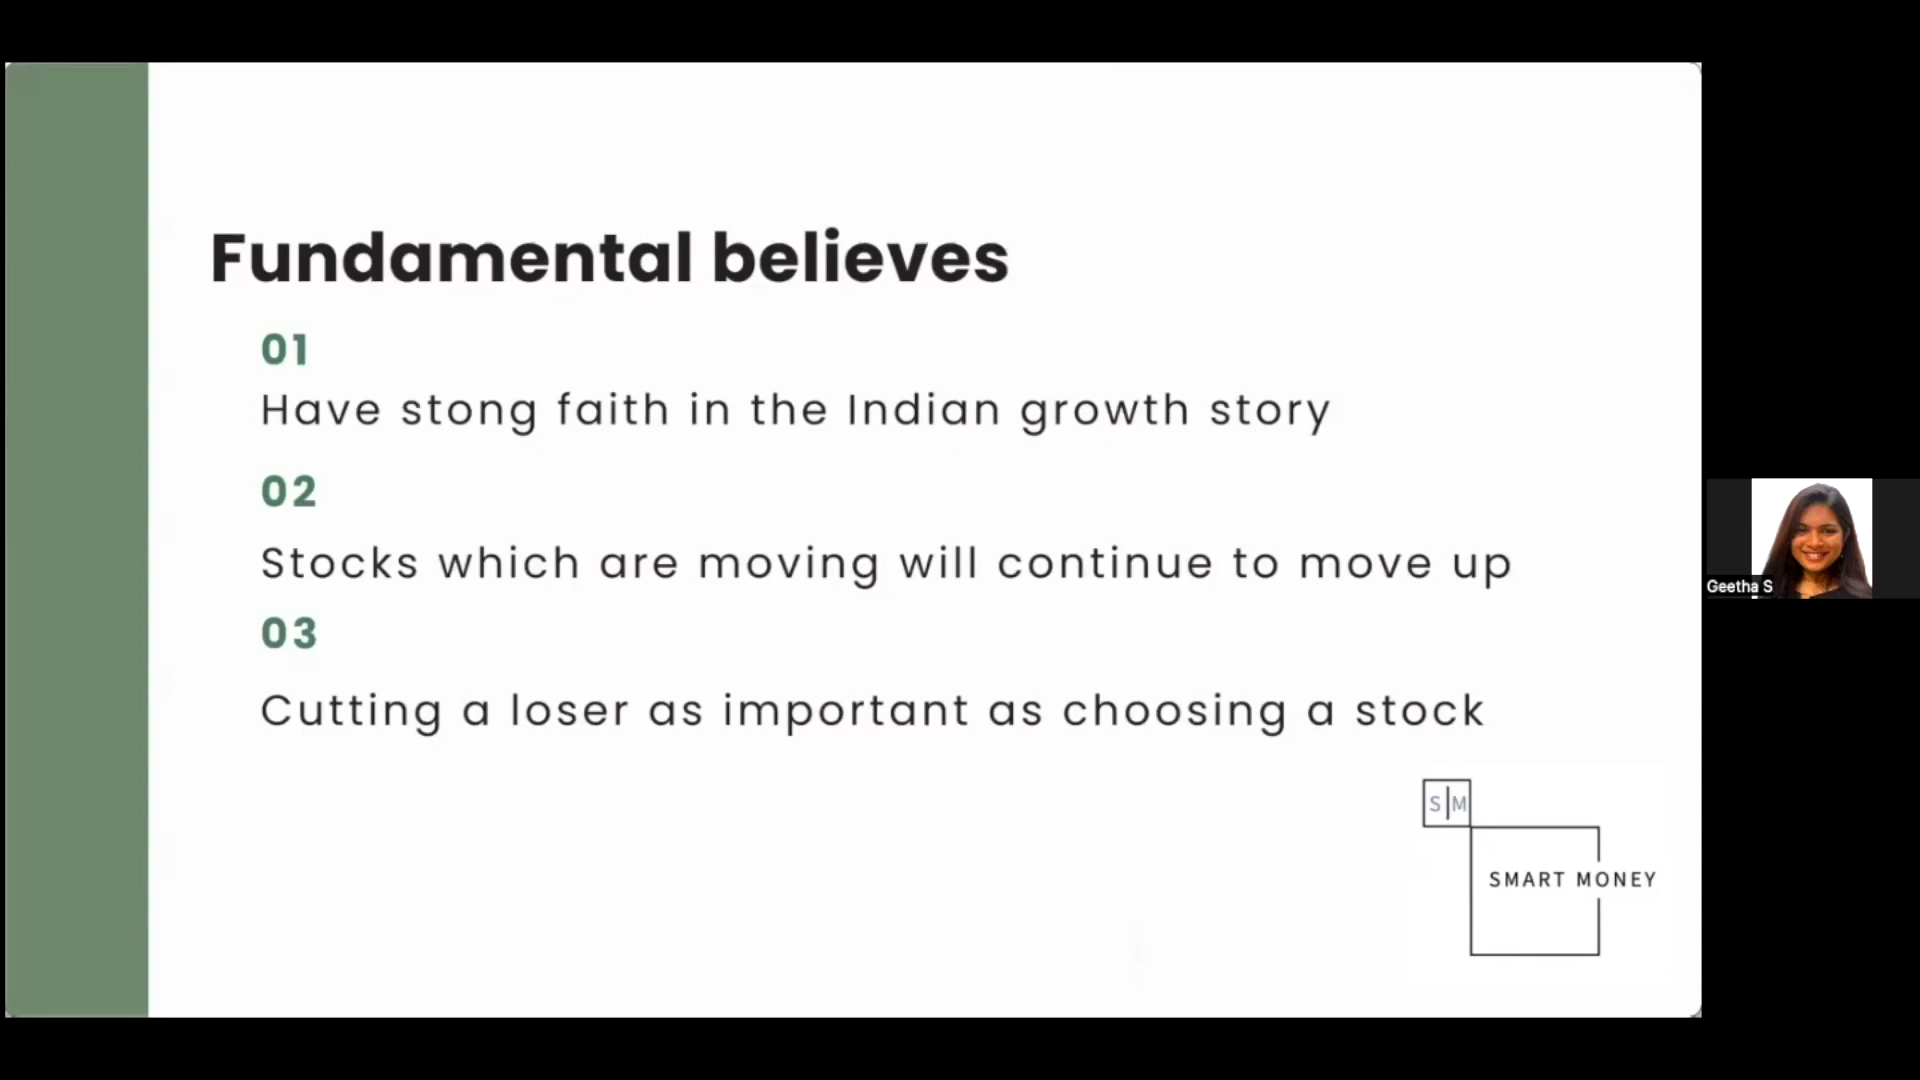 Fundamental believes
01
Have stong faith in the Indian growth story
02
Stocks which are moving will continue to move up
03
Cutting a loser as important as choosing a stock
S|M
SMART MONEY
Geetha S